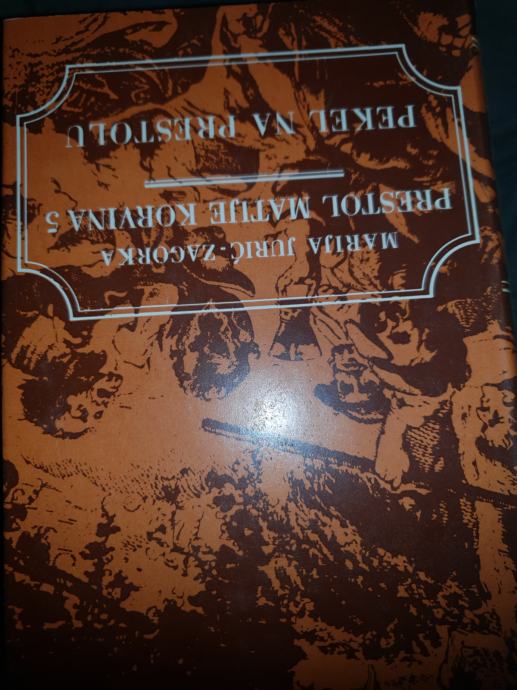 MARIJA JURIĆ-ZAGORKA
PRESTOL MATIJE KORVINA 5
PEKEL NA PRESTOLU